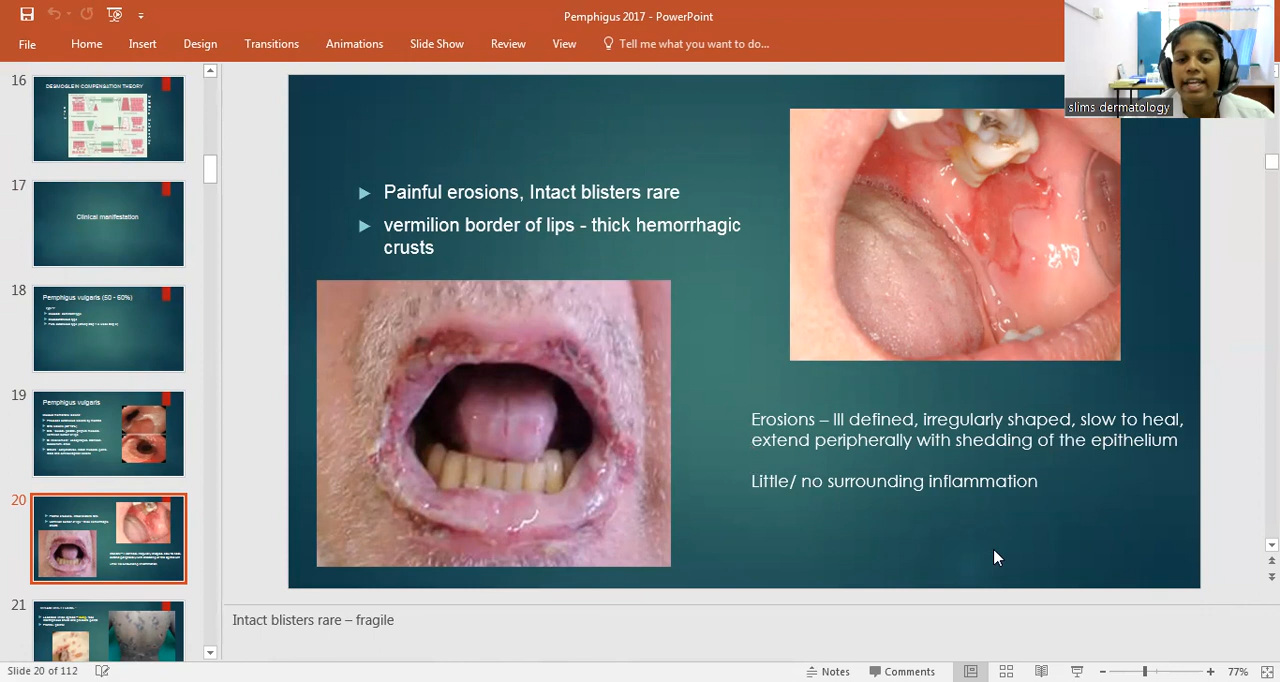 Pemphigus 2017 - PowerPoint
File Home Insert Design Transitions Animations Slide Show Review View Tell me what you want to do...
slims dermatology
16
DESMOGLEIN COMPENSATION THEORY
17
Clinical manifestation
18
Pemphigus vulgaris (50 - 60%)
19
Pemphigus vulgaris
20
21
Painful erosions, Intact blisters rare
vermilion border of lips - thick hemorrhagic
crusts
Erosions – Ill defined, irregularly shaped, slow to heal,
extend peripherally with shedding of the epithelium
Little/ no surrounding inflammation
Intact blisters rare – fragile
Slide 20 of 112
Notes Comments 77%